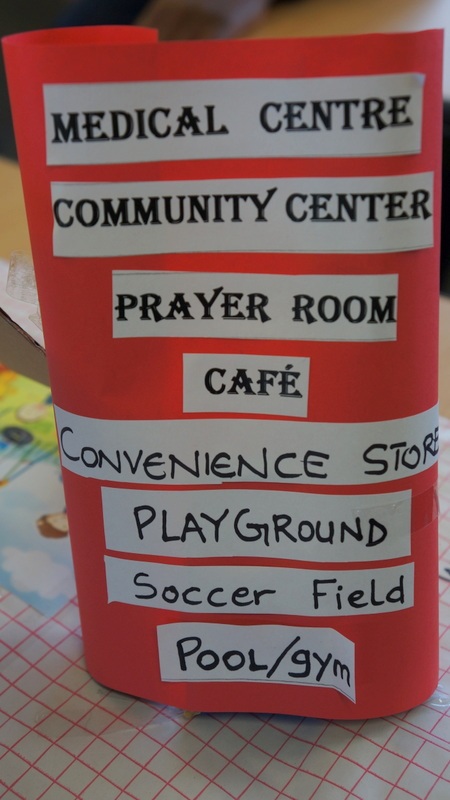 MEDICAL CENTRE
COMMUNITY CENTER
PRAYER ROOM
CAFÉ
CONVENIENCE STORE
PLAYGROUND
Soccer Field
POOL/gym